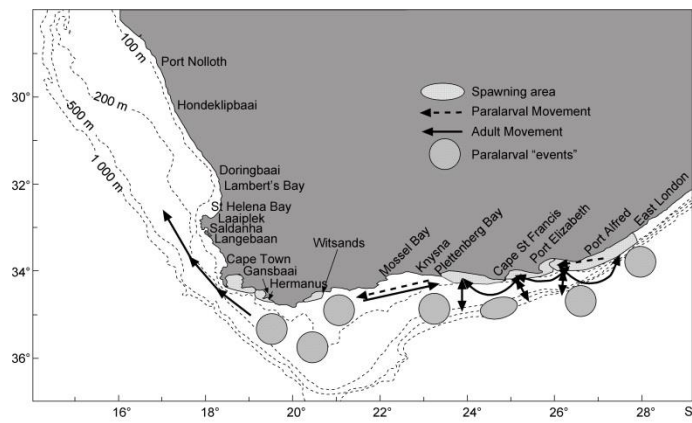 100 m
Port Nolloth
30°
200 m
Hondeklipbaai
500 m
1 000 m
32°
Doringbaai
Lambert's Bay
St Helena Bay
Laaiplek
Saldanha
Langebaan
34°
Cape Town
Gansbaai
Hermanus
Witsands
Mossel Bay
Knysna
Plettenberg Bay
Cape St Francis
Port Elizabeth
Port Alfred
East London
36°
Spawning area
Paralarval Movement
Adult Movement
Paralarval "events"
16° 18° 20° 22° 24° 26° 28° S